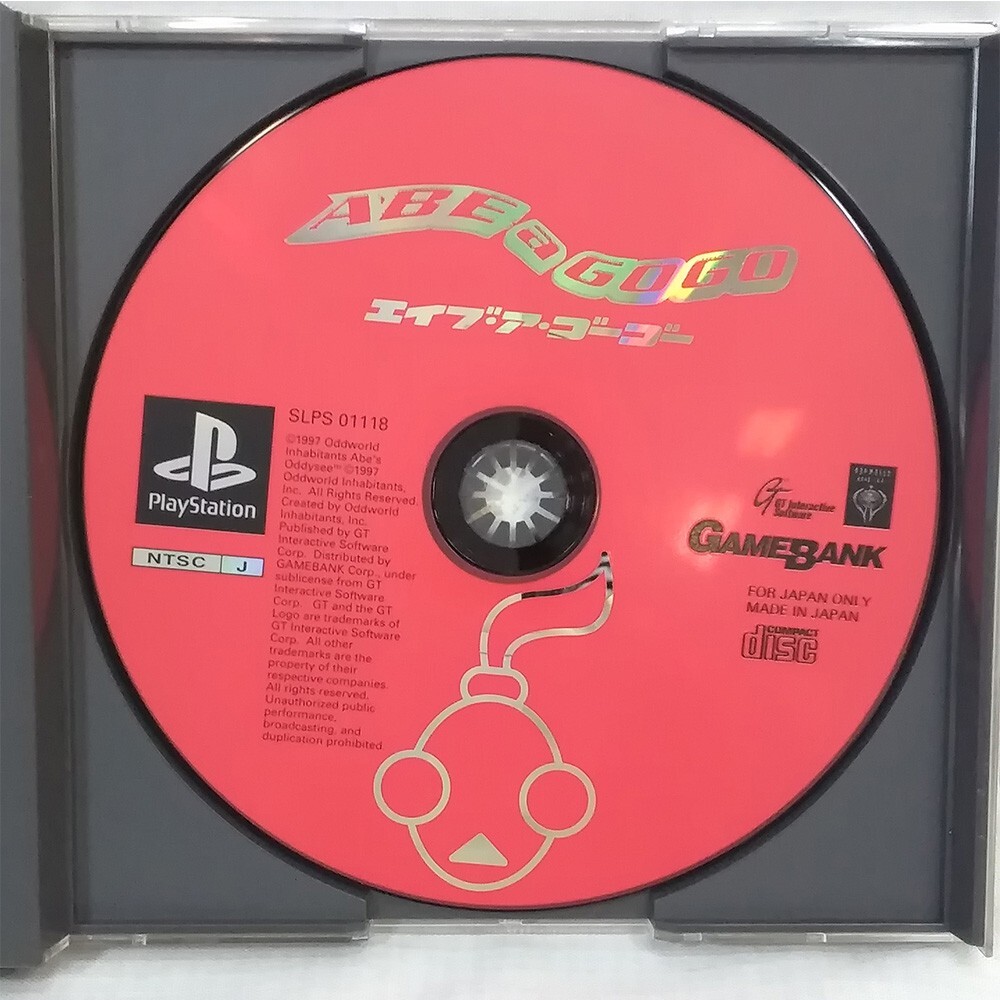 ABE a GOGO
エイブ・ア・ゴーゴー
PlayStation
NTSC J
SLPS 01118
©1997 Oddworld
Inhabitants Abe's
Oddysee™ ©1997
Oddworld Inhabitants,
Inc. All Rights Reserved.
Created by Oddworld
Inhabitants, Inc.
Published by GT
Interactive Software
Corp. Distributed by
GAMEBANK Corp., under
sublicense from GT
Interactive Software
Corp. GT and the GT
Logo are trademarks of
GT Interactive Software
Corp. All other
trademarks are the
property of their
respective companies.
All rights reserved.
Unauthorized public
performance,
broadcasting, and
duplication prohibited.
GT Interactive
Software
GAMEBANK
FOR JAPAN ONLY
MADE IN JAPAN
COMPACT
disc